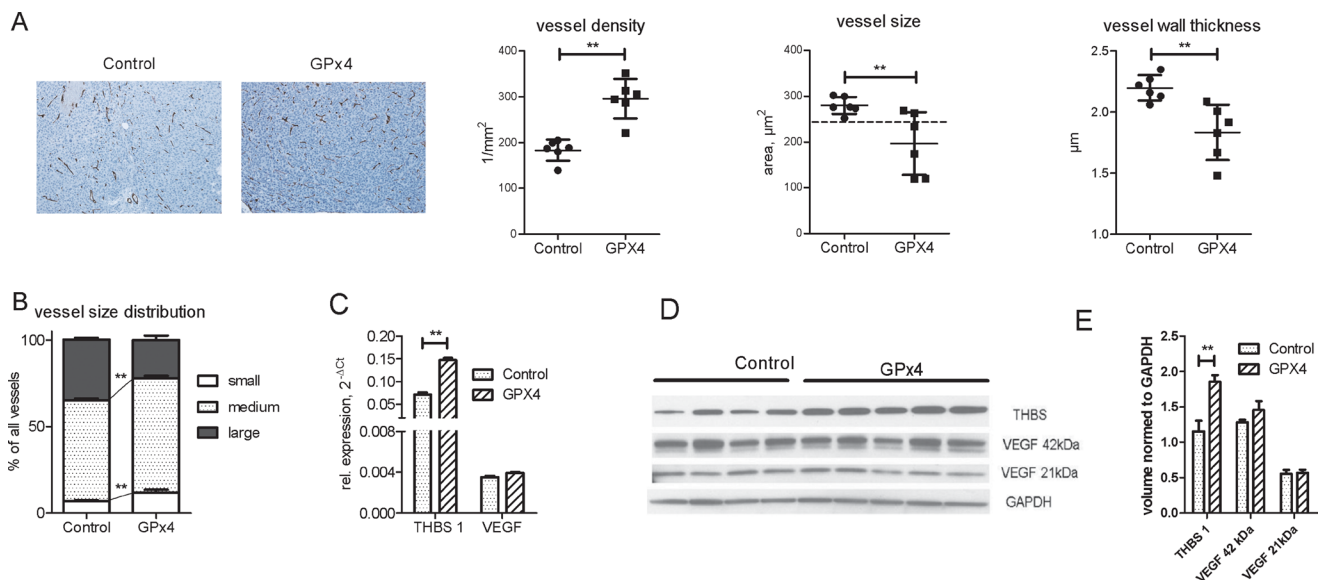 A
Control
GPx4
vessel density
**
400
300
200
100
0
1/mm²
Control
GPX4
vessel size
**
400
300
200
100
0
area, µm²
Control
GPX4
vessel wall thickness
**
2.5
2.0
1.5
1.0
µm
Control
GPX4
B
vessel size distribution
100
50
0
% of all vessels
**
**
Control
GPx4
small
medium
large
C
**
0.20
0.15
0.10
0.05
0.008
0.004
0.000
rel. expression, 2^-ΔCt
THBS 1
VEGF
Control
GPX4
D
Control
GPx4
THBS
VEGF 42kDa
VEGF 21kDa
GAPDH
E
volume normed to GAPDH
2.5
2.0
1.5
1.0
0.5
0.0
**
Control
GPX4
THBS 1
VEGF 42 kDa
VEGF 21kDa